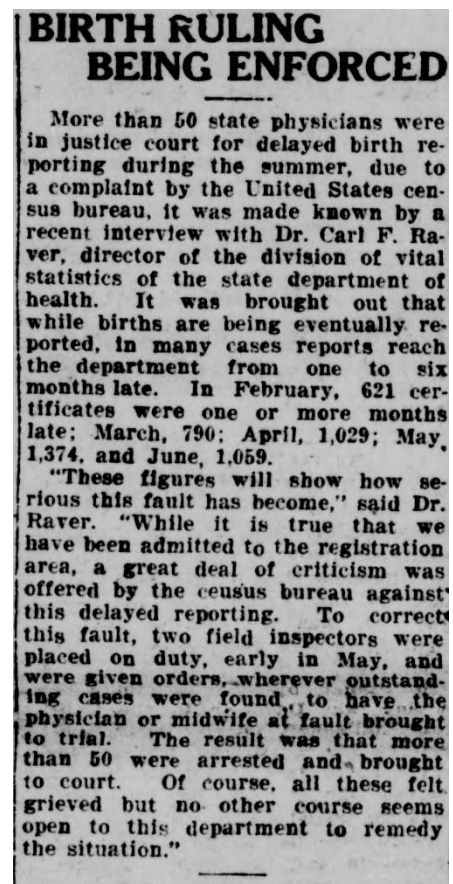 BIRTH RULING
BEING ENFORCED
More than 50 state physicians were
in justice court for delayed birth re-
porting during the summer, due to
a complaint by the United States cen-
sus bureau, it was made known by a
recent interview with Dr. Carl F. Ra-
ver, director of the division of vital
statistics of the state department of
health. It was brought out that
while births are being eventually re-
ported, in many cases reports reach
the department from one to six
months late. In February, 621 cer-
tificates were one or more months
late; March, 790; April, 1,029; May,
1,374, and June, 1,059.
"These figures will show how se-
rious this fault has become," said Dr.
Raver. "While it is true that we
have been admitted to the registration
area, a great deal of criticism was
offered by the census bureau against
this delayed reporting. To correct
this fault, two field inspectors were
placed on duty, early in May, and
were given orders, wherever outstand-
ing cases were found, to have the
physician or midwife at fault brought
to trial. The result was that more
than 50 were arrested and brought
to court. Of course, all these felt
grieved but no other course seems
open to this department to remedy
the situation."